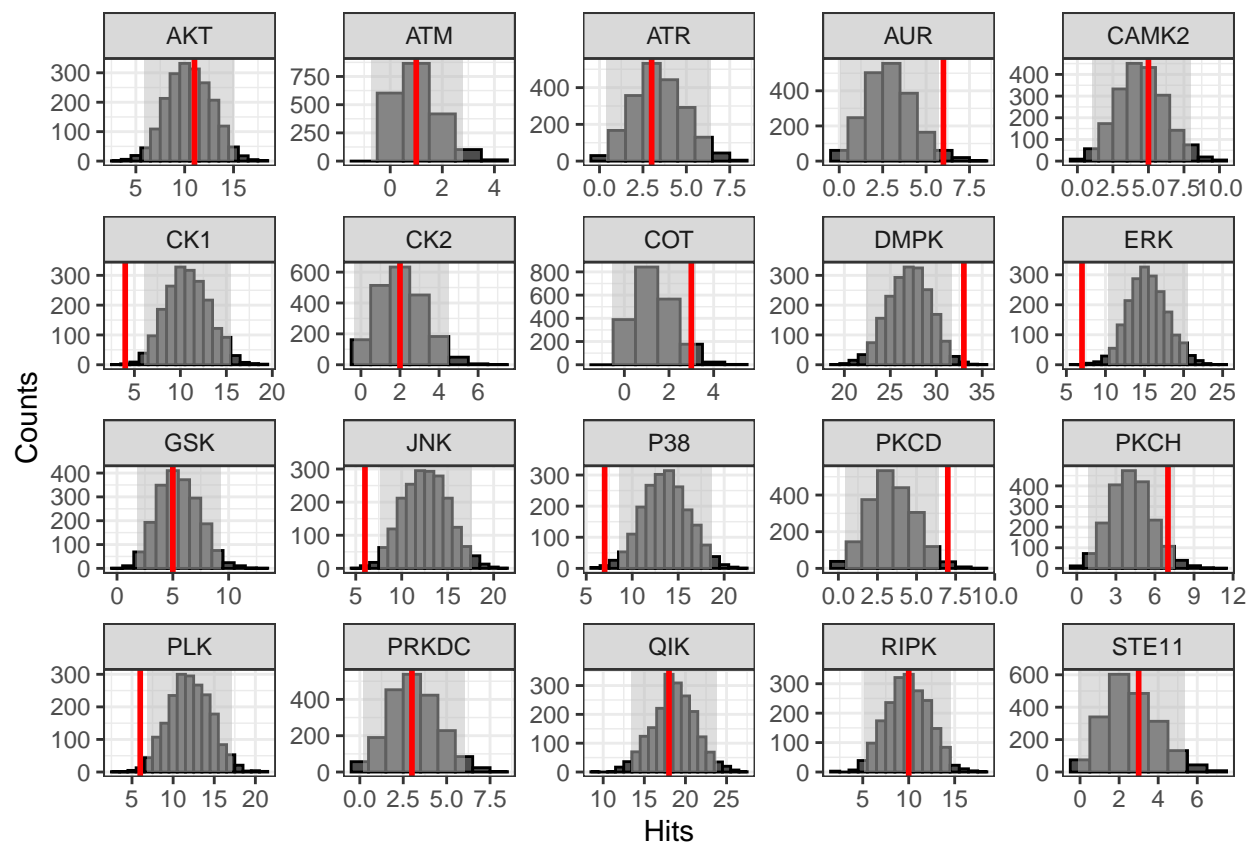 AKT ATM ATR AUR CAMK2
300 200 100 0
5 10 15
750 500 250 0
0 2 4
400 200 0
0.0 2.5 5.0 7.5
400 200 0
0.0 2.5 5.0 7.5
400 300 200 100 0
0.0 2.5 5.0 7.5 10.0
CK1 CK2 COT DMPK ERK
300 200 100 0
5 10 15 20
600 400 200 0
0 2 4 6
800 600 400 200 0
0 2 4
300 200 100 0
20 25 30 35
300 200 100 0
5 10 15 20 25
Counts
GSK JNK P38 PKCD PKCH
400 300 200 100 0
0 5 10
300 200 100 0
5 10 15 20
300 200 100 0
5 10 15 20
400 200 0
0.0 2.5 5.0 7.5 10.0
400 300 200 100 0
0 3 6 9 12
PLK PRKDC QIK RIPK STE11
300 200 100 0
5 10 15 20
400 200 0
0.0 2.5 5.0 7.5
300 200 100 0
10 15 20 25
300 200 100 0
5 10 15
600 400 200 0
0 2 4 6
Hits